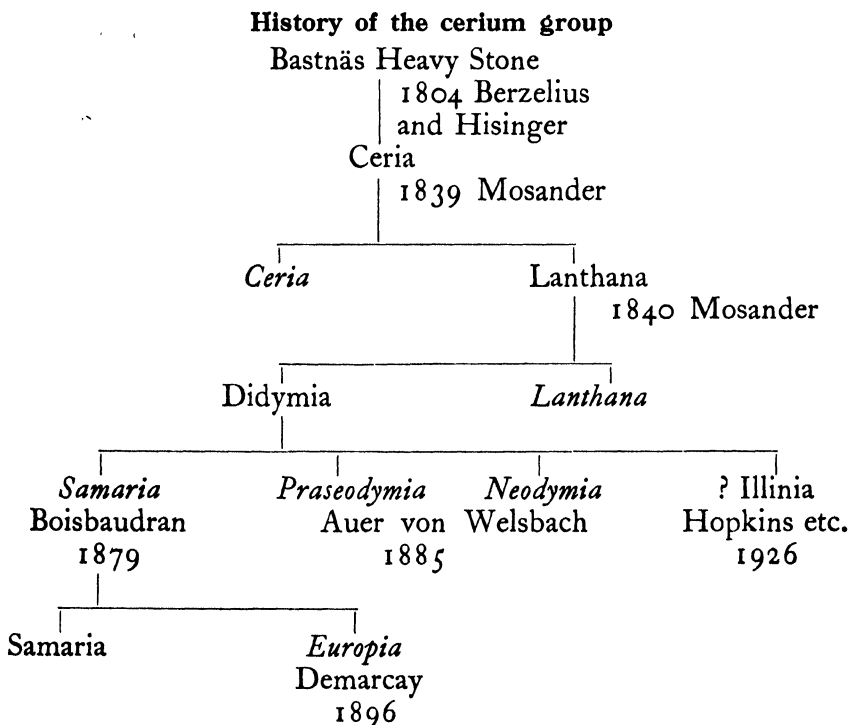 History of the cerium group
Bastnäs Heavy Stone
1804 Berzelius
and Hisinger
Ceria
1839 Mosander
Ceria Lanthana
1840 Mosander
Didymia Lanthana
Samaria Praseodymia Neodymia ? Illinia
Boisbaudran Auer von Welsbach Hopkins etc.
1879 1885 1926
Samaria Europia
Demarcay
1896